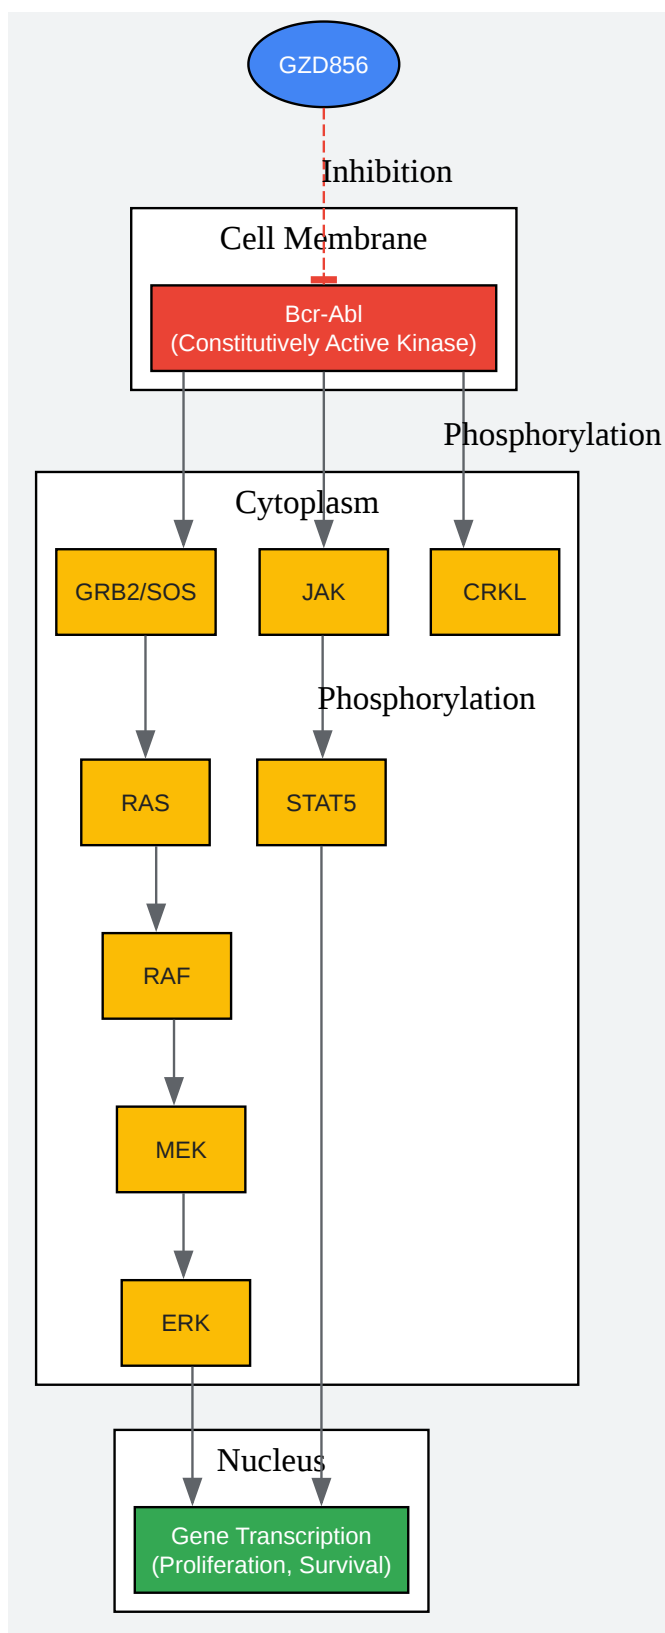 GZD856
Inhibition
Cell Membrane
Bcr-Abl
(Constitutively Active Kinase)
Phosphorylation
Cytoplasm
GRB2/SOS
JAK
CRKL
Phosphorylation
RAS
STAT5
RAF
MEK
ERK
Nucleus
Gene Transcription
(Proliferation, Survival)